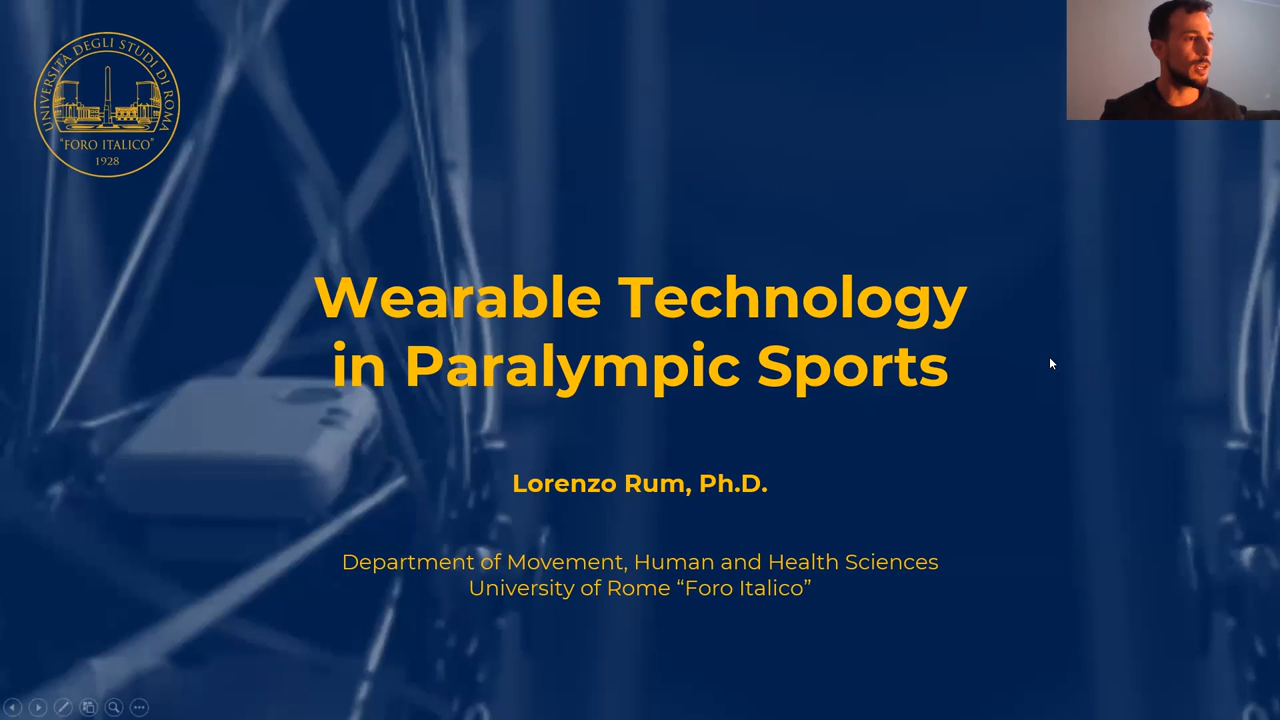 UNIVERSITÀ DEGLI STUDI DI ROMA
"FORO ITALICO"
1928
Wearable Technology
in Paralympic Sports
Lorenzo Rum, Ph.D.
Department of Movement, Human and Health Sciences
University of Rome “Foro Italico”